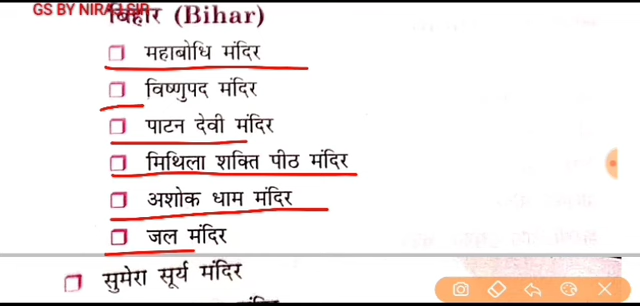 GS BY NIRAJ SIR
बिहार (Bihar)
महाबोधि मंदिर
विष्णुपद मंदिर
पाटन देवी मंदिर
मिथिला शक्ति पीठ मंदिर
अशोक धाम मंदिर
जल मंदिर
सुमेरा सूर्य मंदिर